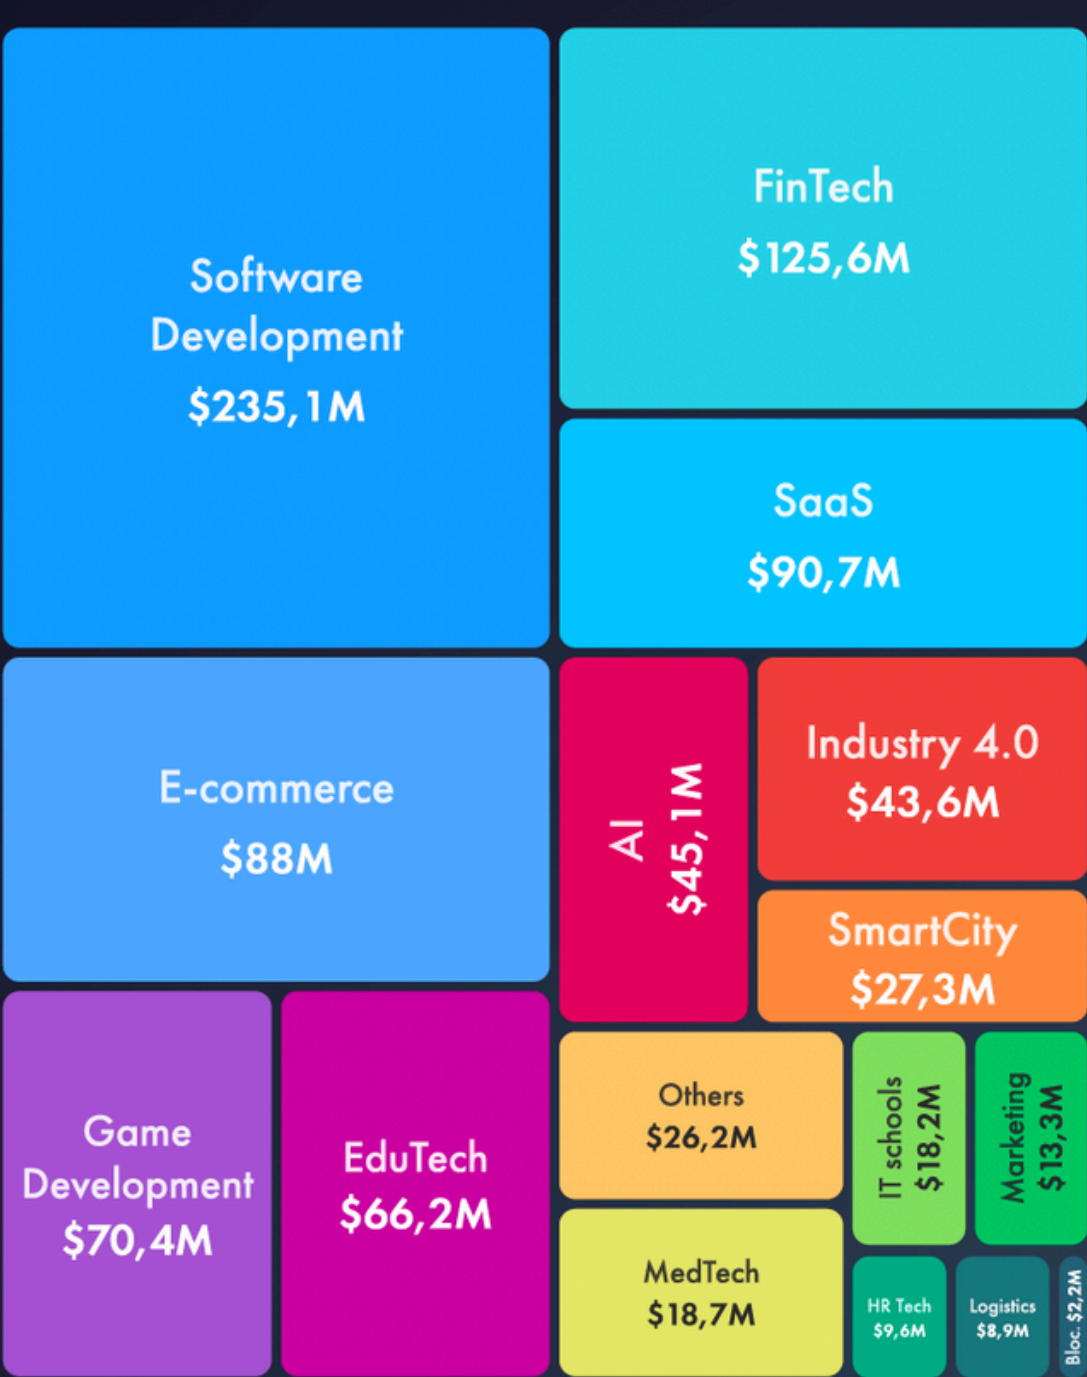 Software
Development
$235,1M
FinTech
$125,6M
SaaS
$90,7M
E-commerce
$88M
AI
$45,1M
Industry 4.0
$43,6M
SmartCity
$27,3M
Game
Development
$70,4M
EduTech
$66,2M
Others
$26,2M
IT schools
$18,2M
Marketing
$13,3M
MedTech
$18,7M
HR Tech
$9,6M
Logistics
$8,9M
Bloc. $2,2M